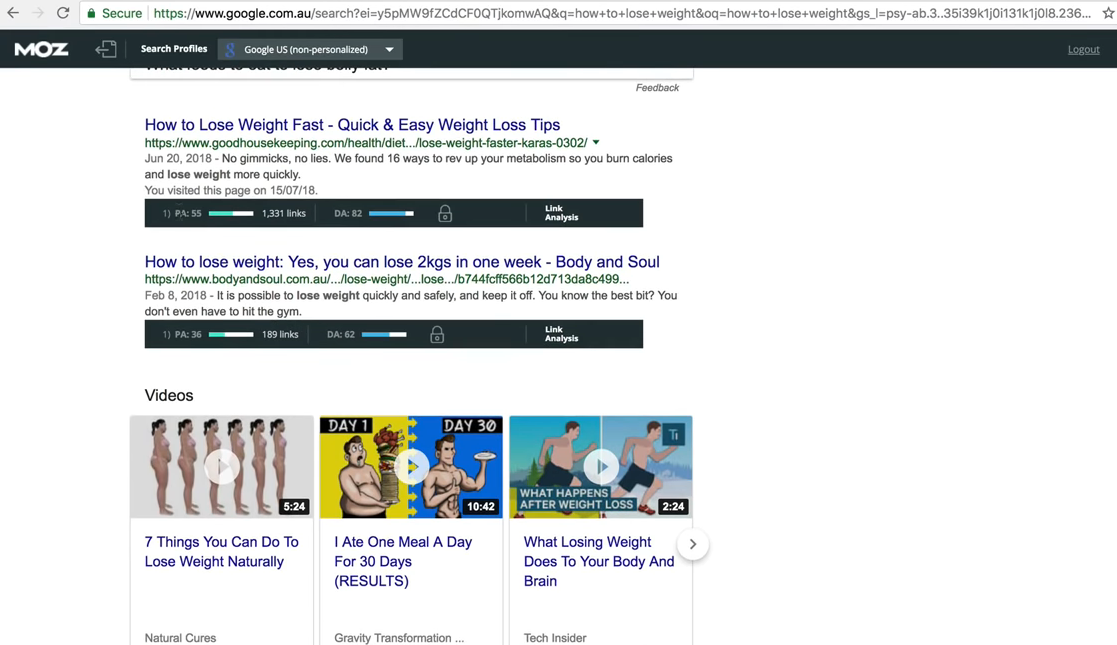 Secure https://www.google.com.au/search?ei=y5pMW9fZCdCF0QTjkomwAQ&q=how+to+lose+weight&oq=how+to+lose+weight&gs_l=psy-ab.3..35i39k1j0i131k1j0l8.236...
MOZ Search Profiles Google US (non-personalized) Logout
What foods to eat to lose belly fat?
Feedback
How to Lose Weight Fast - Quick & Easy Weight Loss Tips
https://www.goodhousekeeping.com/health/diet.../lose-weight-faster-karas-0302/
Jun 20, 2018 - No gimmicks, no lies. We found 16 ways to rev up your metabolism so you burn calories
and lose weight more quickly.
You visited this page on 15/07/18.
1) PA: 55 1,331 links DA: 82 Link
Analysis
How to lose weight: Yes, you can lose 2kgs in one week - Body and Soul
https://www.bodyandsoul.com.au/.../lose-weight/...lose.../b744fcff566b12d713da8c499...
Feb 8, 2018 - It is possible to lose weight quickly and safely, and keep it off. You know the best bit? You
don't even have to hit the gym.
1) PA: 36 189 links DA: 62 Link
Analysis
Videos
DAY 1 DAY 30 Ti
WHAT HAPPENS
AFTER WEIGHT LOSS
5:24 10:42 2:24
7 Things You Can Do To
Lose Weight Naturally
I Ate One Meal A Day
For 30 Days
(RESULTS)
What Losing Weight
Does To Your Body And
Brain
Natural Cures
Gravity Transformation ...
Tech Insider